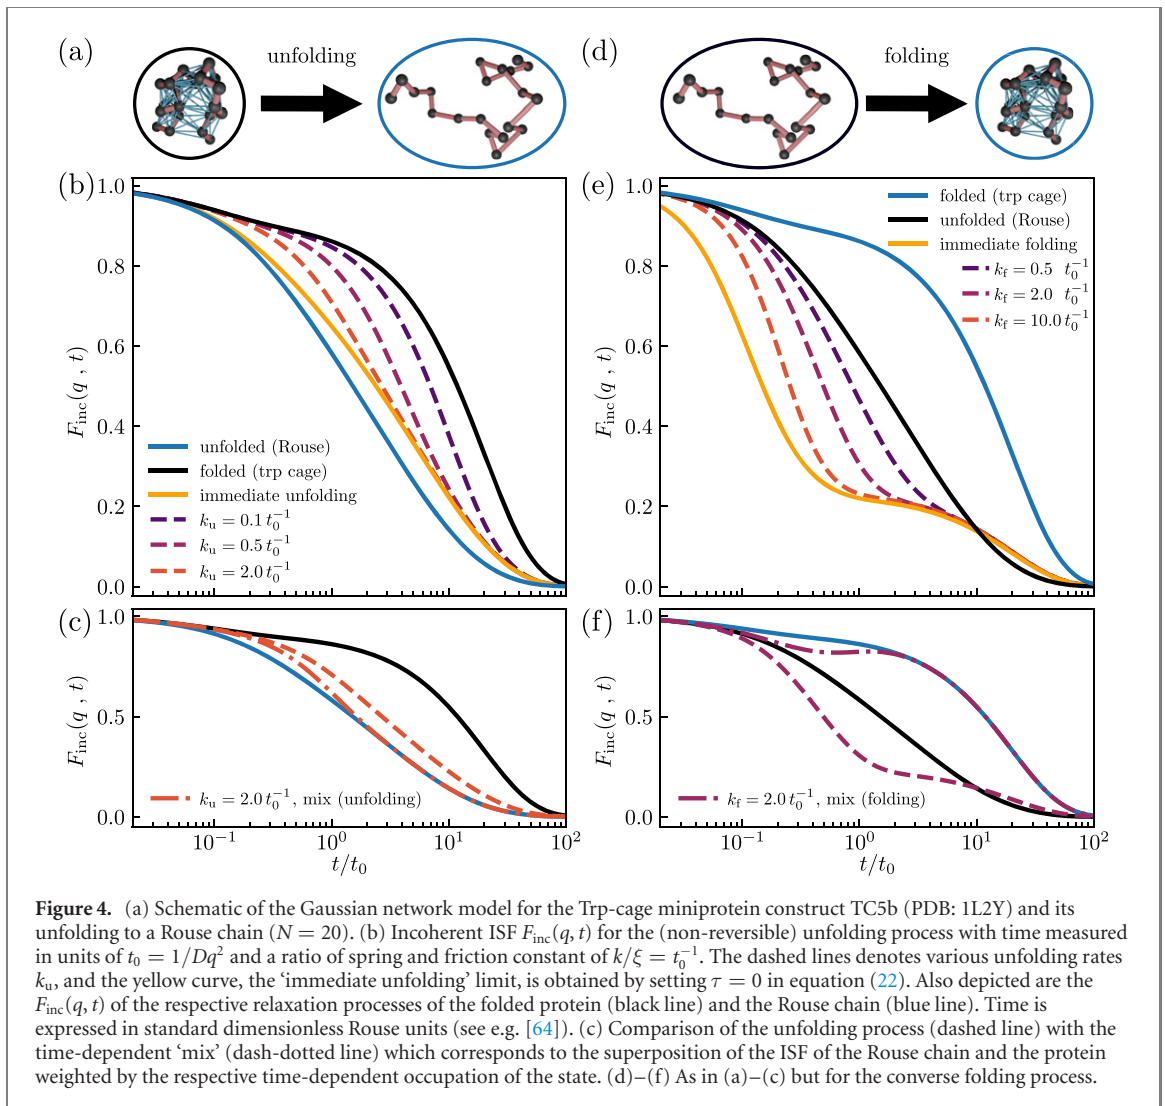 (a)
unfolding
(d)
folding
(b)
1.0
0.8
0.6
0.4
0.2
0.0
F_inc(q , t)
unfolded (Rouse)
folded (trp cage)
immediate unfolding
k_u = 0.1 t_0^{-1}
k_u = 0.5 t_0^{-1}
k_u = 2.0 t_0^{-1}
(e)
1.0
0.8
0.6
0.4
0.2
0.0
F_inc(q , t)
folded (trp cage)
unfolded (Rouse)
immediate folding
k_f = 0.5 t_0^{-1}
k_f = 2.0 t_0^{-1}
k_f = 10.0 t_0^{-1}
(c)
1.0
0.5
0.0
F_inc(q , t)
k_u = 2.0 t_0^{-1}, mix (unfolding)
10^{-1} 10^0 10^1 10^2
t/t_0
(f)
1.0
0.5
0.0
F_inc(q , t)
k_f = 2.0 t_0^{-1}, mix (folding)
10^{-1} 10^0 10^1 10^2
t/t_0
Figure 4. (a) Schematic of the Gaussian network model for the Trp-cage miniprotein construct TC5b (PDB: 1L2Y) and its
unfolding to a Rouse chain (N = 20). (b) Incoherent ISF F_inc(q, t) for the (non-reversible) unfolding process with time measured
in units of t_0 = 1/Dq^2 and a ratio of spring and friction constant of k/ξ = t_0^{-1}. The dashed lines denotes various unfolding rates
k_u, and the yellow curve, the ‘immediate unfolding’ limit, is obtained by setting τ = 0 in equation (22). Also depicted are the
F_inc(q, t) of the respective relaxation processes of the folded protein (black line) and the Rouse chain (blue line). Time is
expressed in standard dimensionless Rouse units (see e.g. [64]). (c) Comparison of the unfolding process (dashed line) with the
time-dependent ‘mix’ (dash-dotted line) which corresponds to the superposition of the ISF of the Rouse chain and the protein
weighted by the respective time-dependent occupation of the state. (d)–(f) As in (a)–(c) but for the converse folding process.